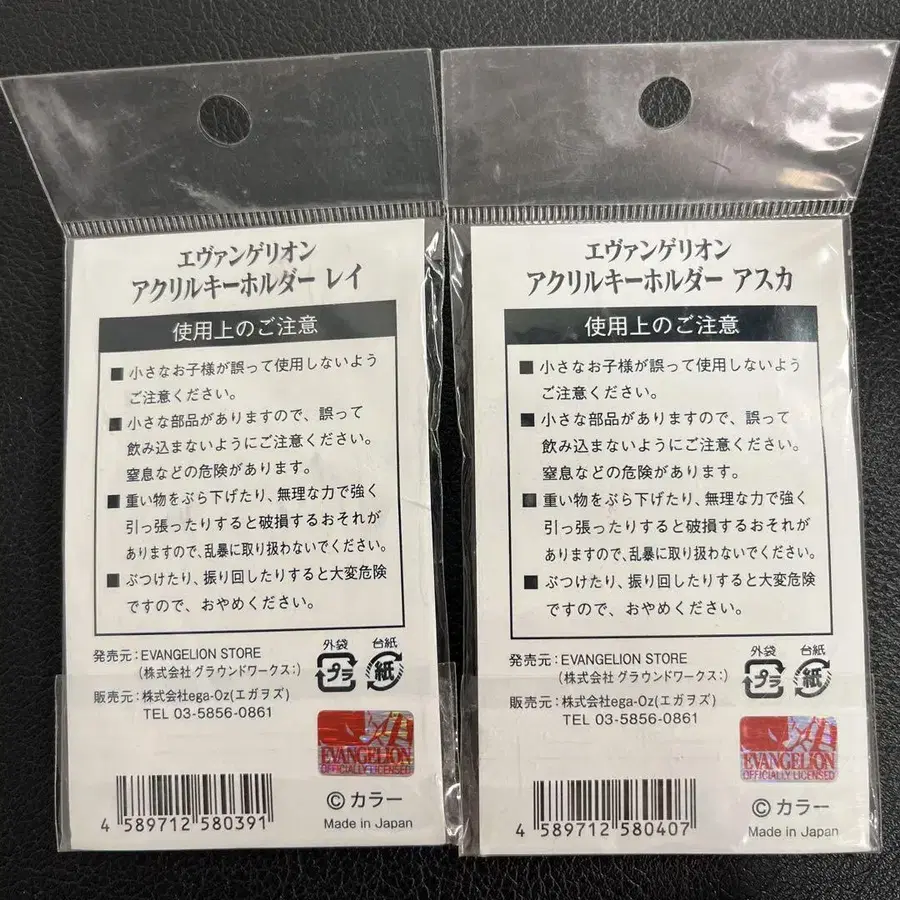 エヴァンゲリオン
アクリルキーホルダー レイ
使用上のご注意
■ 小さなお子様が誤って使用しないよう
ご注意ください。
■ 小さな部品がありますので、誤って
飲み込まないようにご注意ください。
窒息などの危険があります。
■ 重い物をぶら下げたり、無理な力で強く
引っ張ったりすると破損するおそれが
ありますので、乱暴に取り扱わないでください。
■ ぶつけたり、振り回したりすると大変危険
ですので、おやめください。
発売元：EVANGELION STORE
(株式会社 グラウンドワークス：)
販売元：株式会社ega-Oz(エガヲズ)
TEL 03-5856-0861
外袋
プラ
台紙
紙
EVANGELION
OFFICIALLY LICENSED
4 589712 580391
© カラー
Made in Japan
エヴァンゲリオン
アクリルキーホルダー アスカ
使用上のご注意
■ 小さなお子様が誤って使用しないよう
ご注意ください。
■ 小さな部品がありますので、誤って
飲み込まないようにご注意ください。
窒息などの危険があります。
■ 重い物をぶら下げたり、無理な力で強く
引っ張ったりすると破損するおそれが
ありますので、乱暴に取り扱わないでください。
■ ぶつけたり、振り回したりすると大変危険
ですので、おやめください。
発売元：EVANGELION STORE
(株式会社 グラウンドワークス：)
販売元：株式会社ega-Oz(エガヲズ)
TEL 03-5856-0861
外袋
プラ
台紙
紙
EVANGELION
OFFICIALLY LICENSED
4 589712 580407
© カラー
Made in Japan